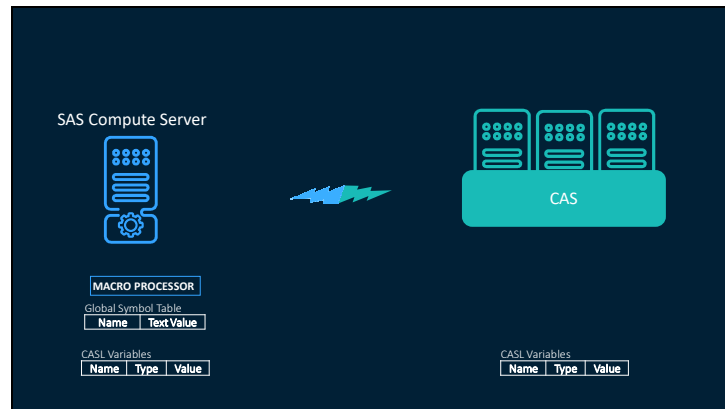 SAS Compute Server
CAS
MACRO PROCESSOR
Global Symbol Table
Name Text Value
CASL Variables
Name Type Value
CASL Variables
Name Type Value